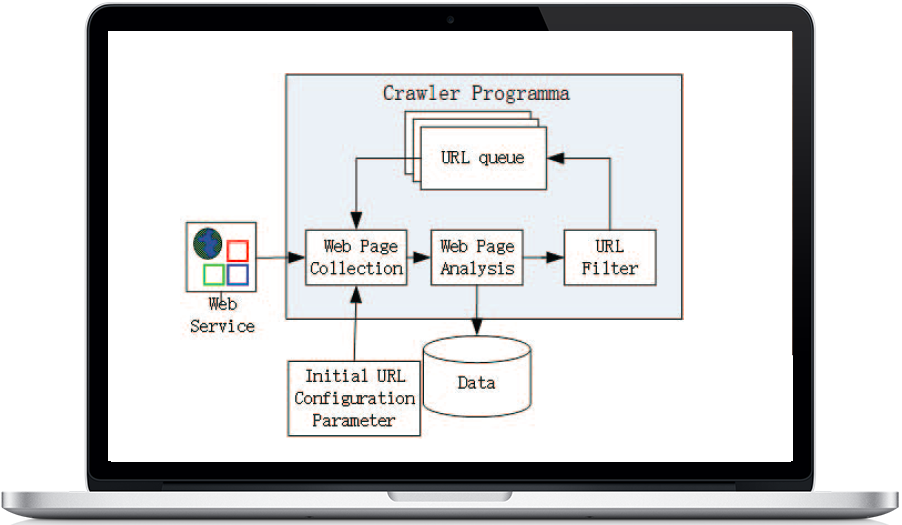 Crawler Programma
URL queue
Web Page
Collection
Web Page
Analysis
URL
Filter
Web
Service
Initial URL
Configuration
Parameter
Data